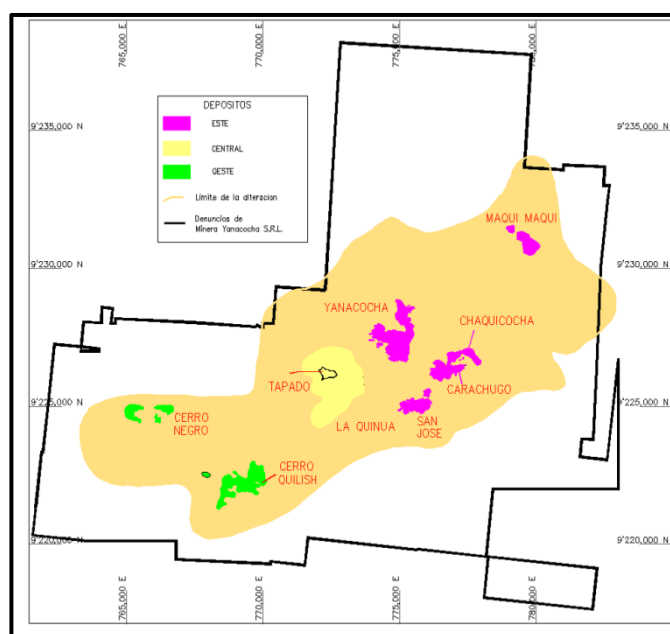 765,000 E
770,000 E
775,000 E
780,000 E
9'235,000 N
9'235,000 N
DEPOSITOS
ESTE
CENTRAL
OESTE
Limite de la alteracion
Denuncios de
Minera Yanacocha S.R.L.
MAQUI MAQUI
9'230,000 N
9'230,000 N
YANACOCHA
CHAQUICOCHA
TAPADO
CARACHUGO
9'225,000 N
9'225,000 N
CERRO
NEGRO
LA QUINUA
SAN
JOSE
CERRO
QUILISH
9'220,000 N
9'220,000 N
765,000 E
770,000 E
775,000 E
780,000 E